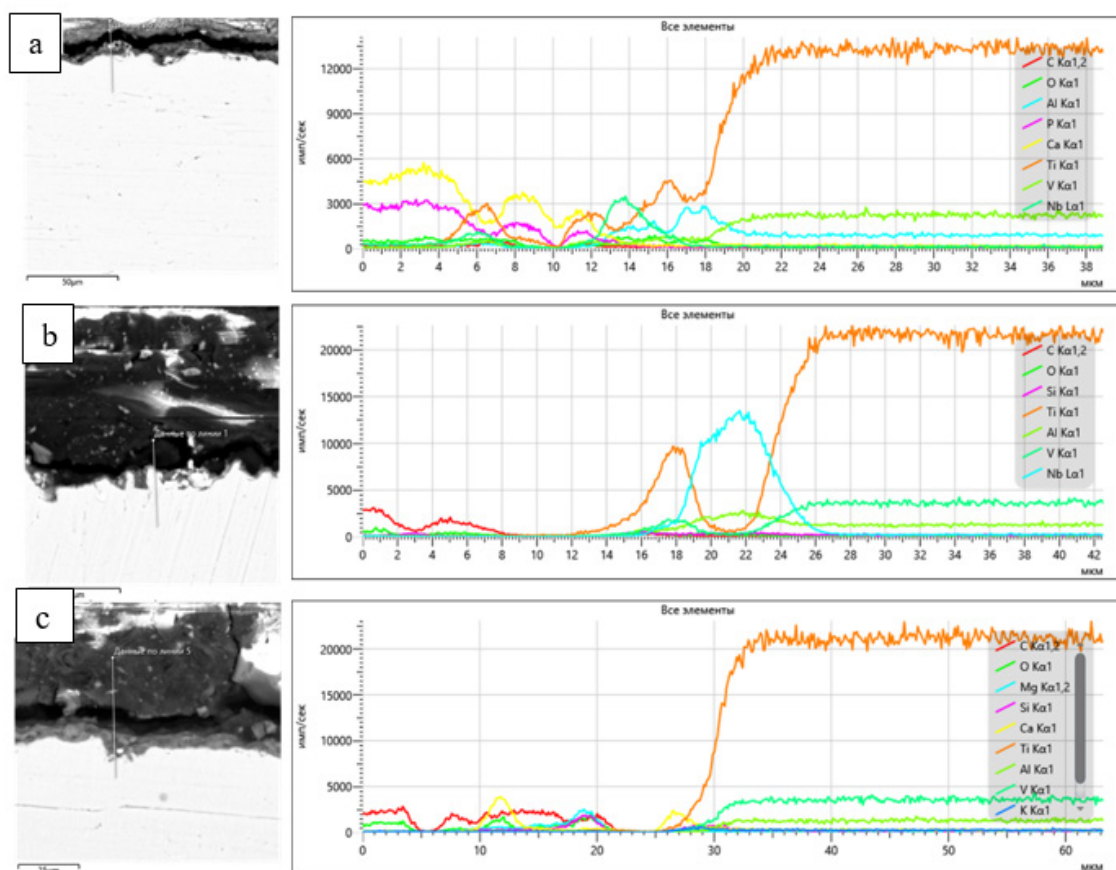 a
50μm
Все элементы
имп/сек
12000
9000
6000
3000
0
C Kα1,2
O Kα1
Al Kα1
P Kα1
Ca Kα1
Ti Kα1
V Kα1
Nb Lα1
0 2 4 6 8 10 12 14 16 18 20 22 24 26 28 30 32 34 36 38
мкм
b
Данные по линии 1
Все элементы
имп/сек
20000
15000
10000
5000
0
C Kα1,2
O Kα1
Si Kα1
Ti Kα1
Al Kα1
V Kα1
Nb Lα1
0 2 4 6 8 10 12 14 16 18 20 22 24 26 28 30 32 34 36 38 40 42
мкм
c
Данные по линии 5
Все элементы
имп/сек
20000
15000
10000
5000
0
C Kα1,2
O Kα1
Mg Kα1,2
Si Kα1
Ca Kα1
Ti Kα1
Al Kα1
V Kα1
K Kα1
0 10 20 30 40 50 60
мкм